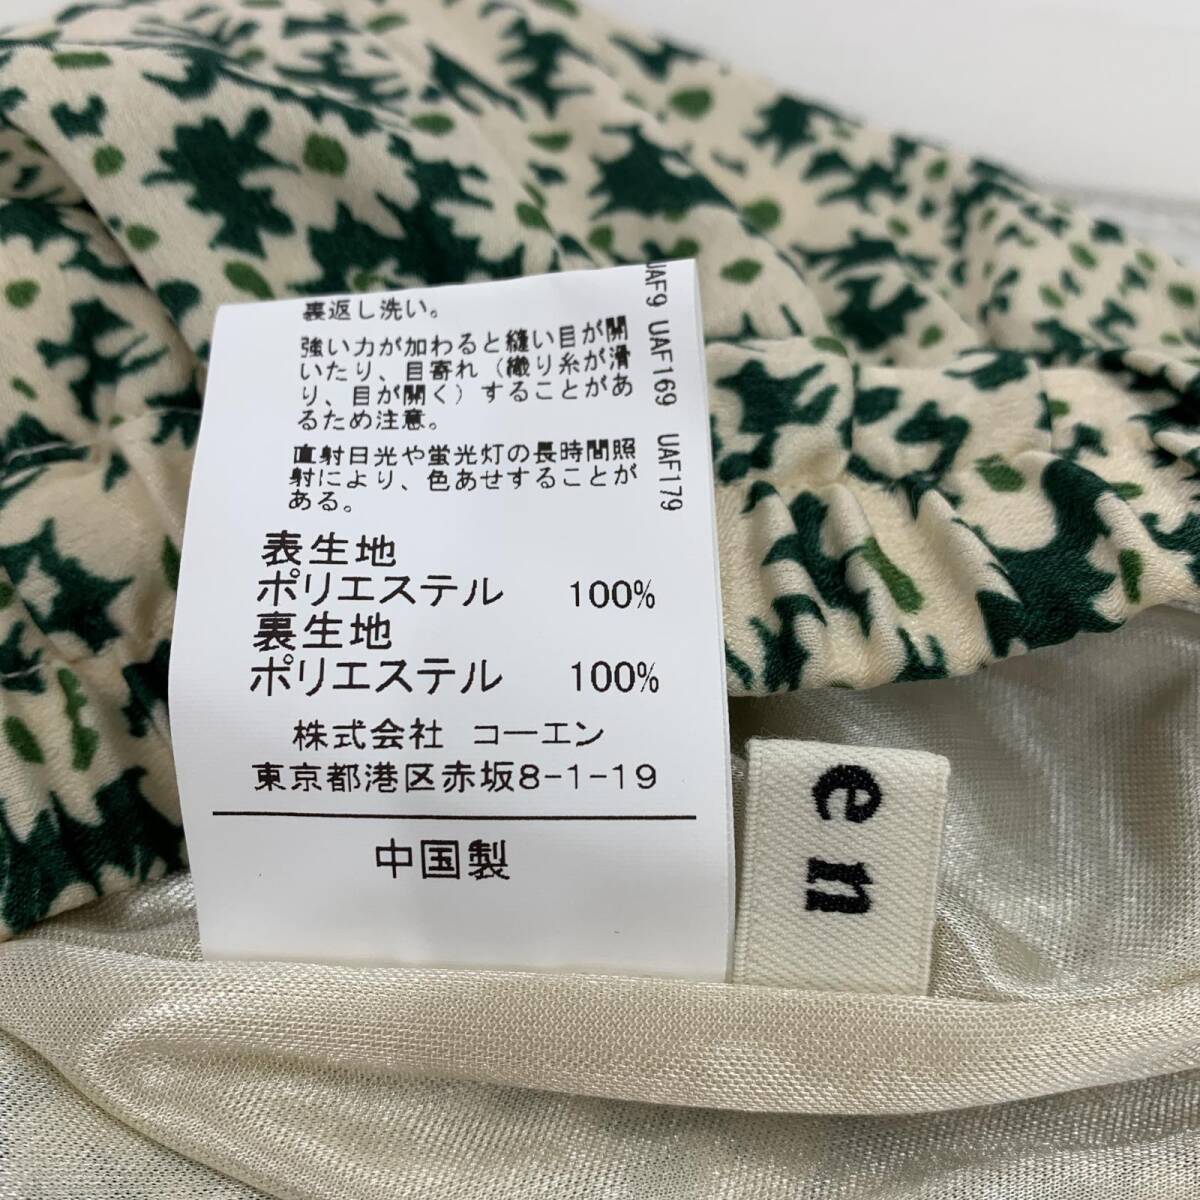 裏返し洗い。
強い力が加わると縫い目が開
いたり、目寄れ（織り糸が滑
り、目が開く）することがあ
るため注意。
直射日光や蛍光灯の長時間照
射により、色あせすることが
ある。
表生地
ポリエステル 100%
裏生地
ポリエステル 100%
株式会社 コーエン
東京都港区赤坂8-1-19
中国製
UAF9 UAF169 UAF179
en